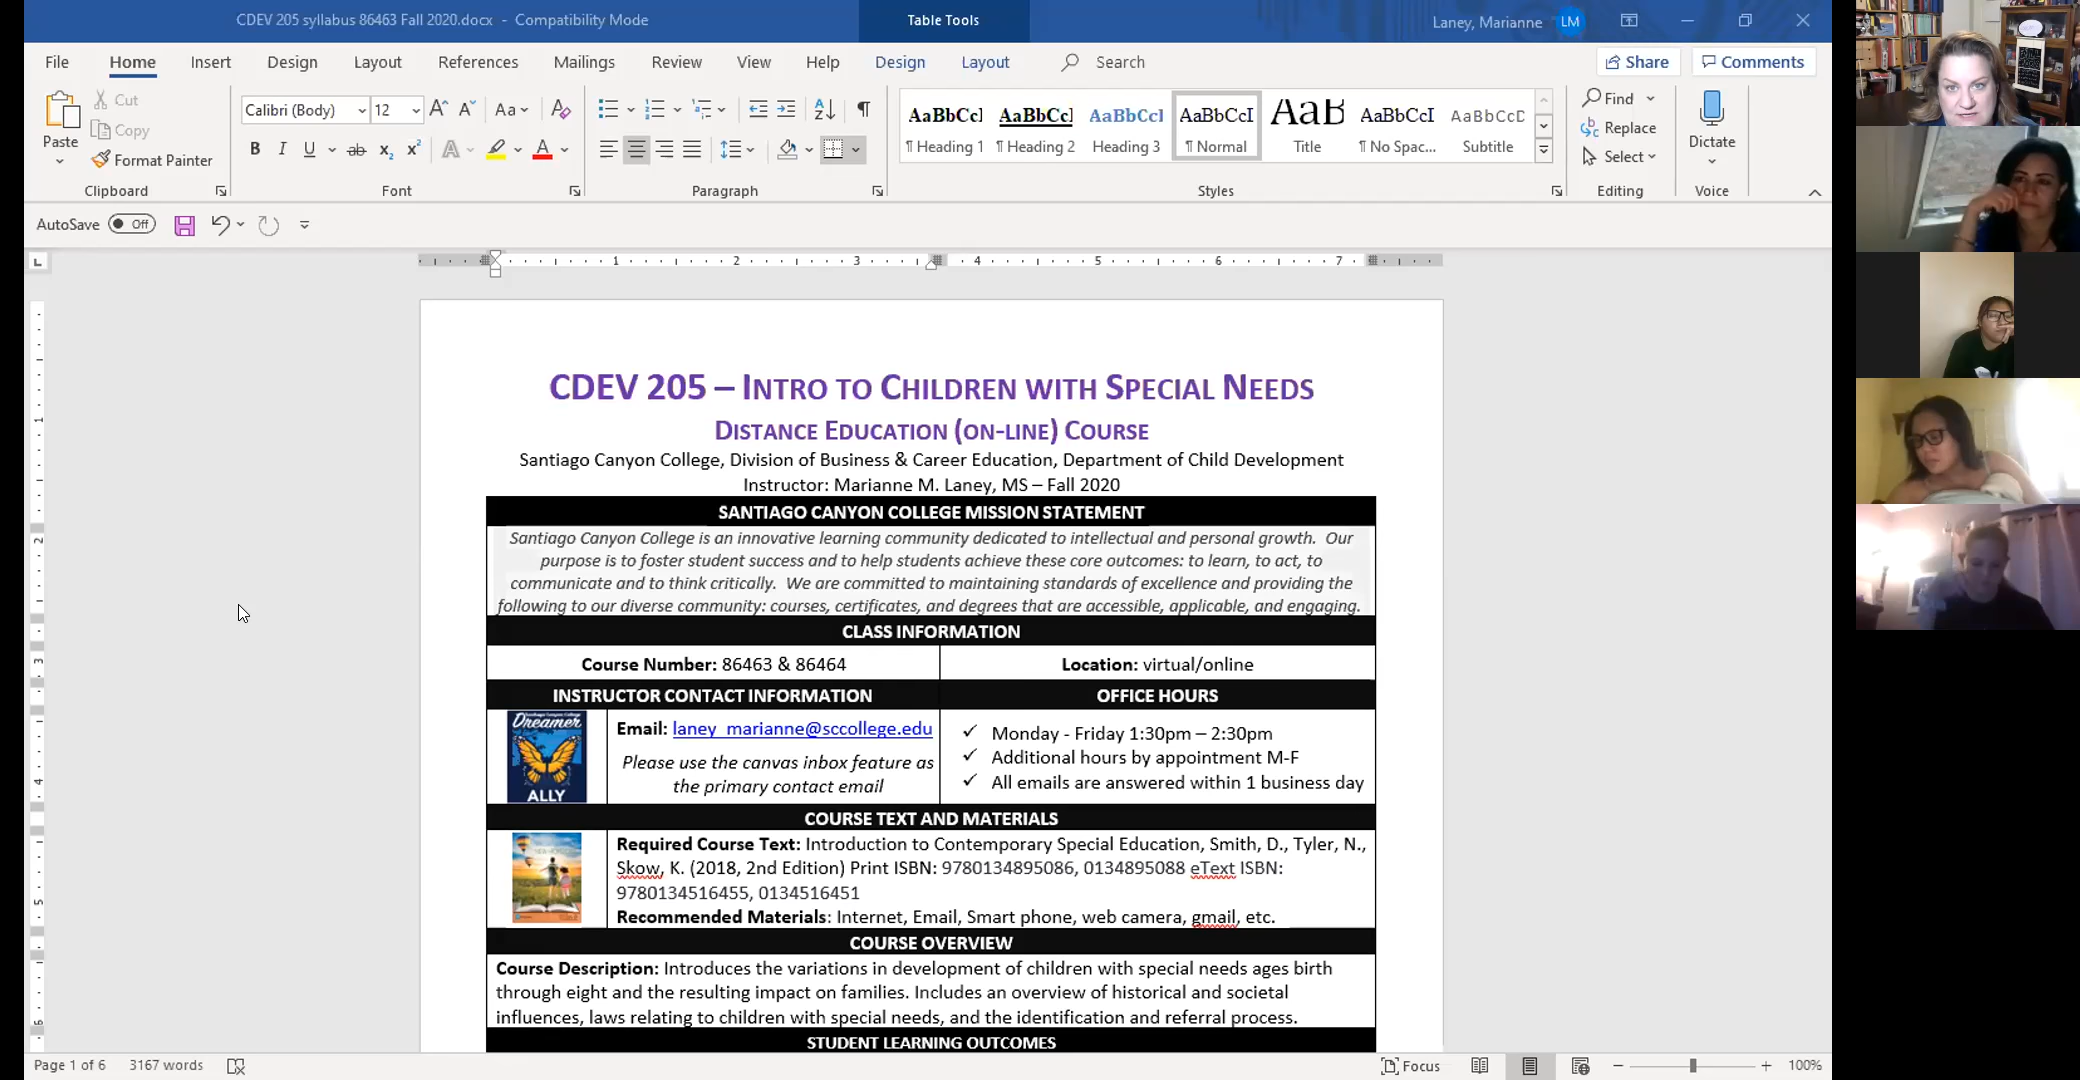 CDEV 205 syllabus 86463 Fall 2020.docx - Compatibility Mode
Table Tools
Laney, Marianne LM
File Home Insert Design Layout References Mailings Review View Help Design Layout Search Share Comments
Paste
Cut
Copy
Format Painter
Clipboard
Calibri (Body) 12
Font
Paragraph
AaBbCcI AaBbCcI AaBbCcI AaBbCcI AaB AaBbCcI AaBbCcD
¶ Heading 1 ¶ Heading 2 Heading 3 ¶ Normal Title ¶ No Spac... Subtitle
Styles
Find
Replace
Select
Editing
Dictate
Voice
AutoSave Off
1 2 3 4 5 6 7
CDEV 205 – INTRO TO CHILDREN WITH SPECIAL NEEDS
DISTANCE EDUCATION (ON-LINE) COURSE
Santiago Canyon College, Division of Business & Career Education, Department of Child Development
Instructor: Marianne M. Laney, MS – Fall 2020
SANTIAGO CANYON COLLEGE MISSION STATEMENT
Santiago Canyon College is an innovative learning community dedicated to intellectual and personal growth. Our
purpose is to foster student success and to help students achieve these core outcomes: to learn, to act, to
communicate and to think critically. We are committed to maintaining standards of excellence and providing the
following to our diverse community: courses, certificates, and degrees that are accessible, applicable, and engaging.
CLASS INFORMATION
Course Number: 86463 & 86464
Location: virtual/online
INSTRUCTOR CONTACT INFORMATION
OFFICE HOURS
Dreamer
ALLY
Email: laney_marianne@sccollege.edu
Please use the canvas inbox feature as
the primary contact email
✓ Monday - Friday 1:30pm – 2:30pm
✓ Additional hours by appointment M-F
✓ All emails are answered within 1 business day
COURSE TEXT AND MATERIALS
Required Course Text: Introduction to Contemporary Special Education, Smith, D., Tyler, N.,
Skow, K. (2018, 2nd Edition) Print ISBN: 9780134895086, 0134895088 eText ISBN:
9780134516455, 0134516451
Recommended Materials: Internet, Email, Smart phone, web camera, gmail, etc.
COURSE OVERVIEW
Course Description: Introduces the variations in development of children with special needs ages birth
through eight and the resulting impact on families. Includes an overview of historical and societal
influences, laws relating to children with special needs, and the identification and referral process.
STUDENT LEARNING OUTCOMES
Page 1 of 6 3167 words
Focus
100%